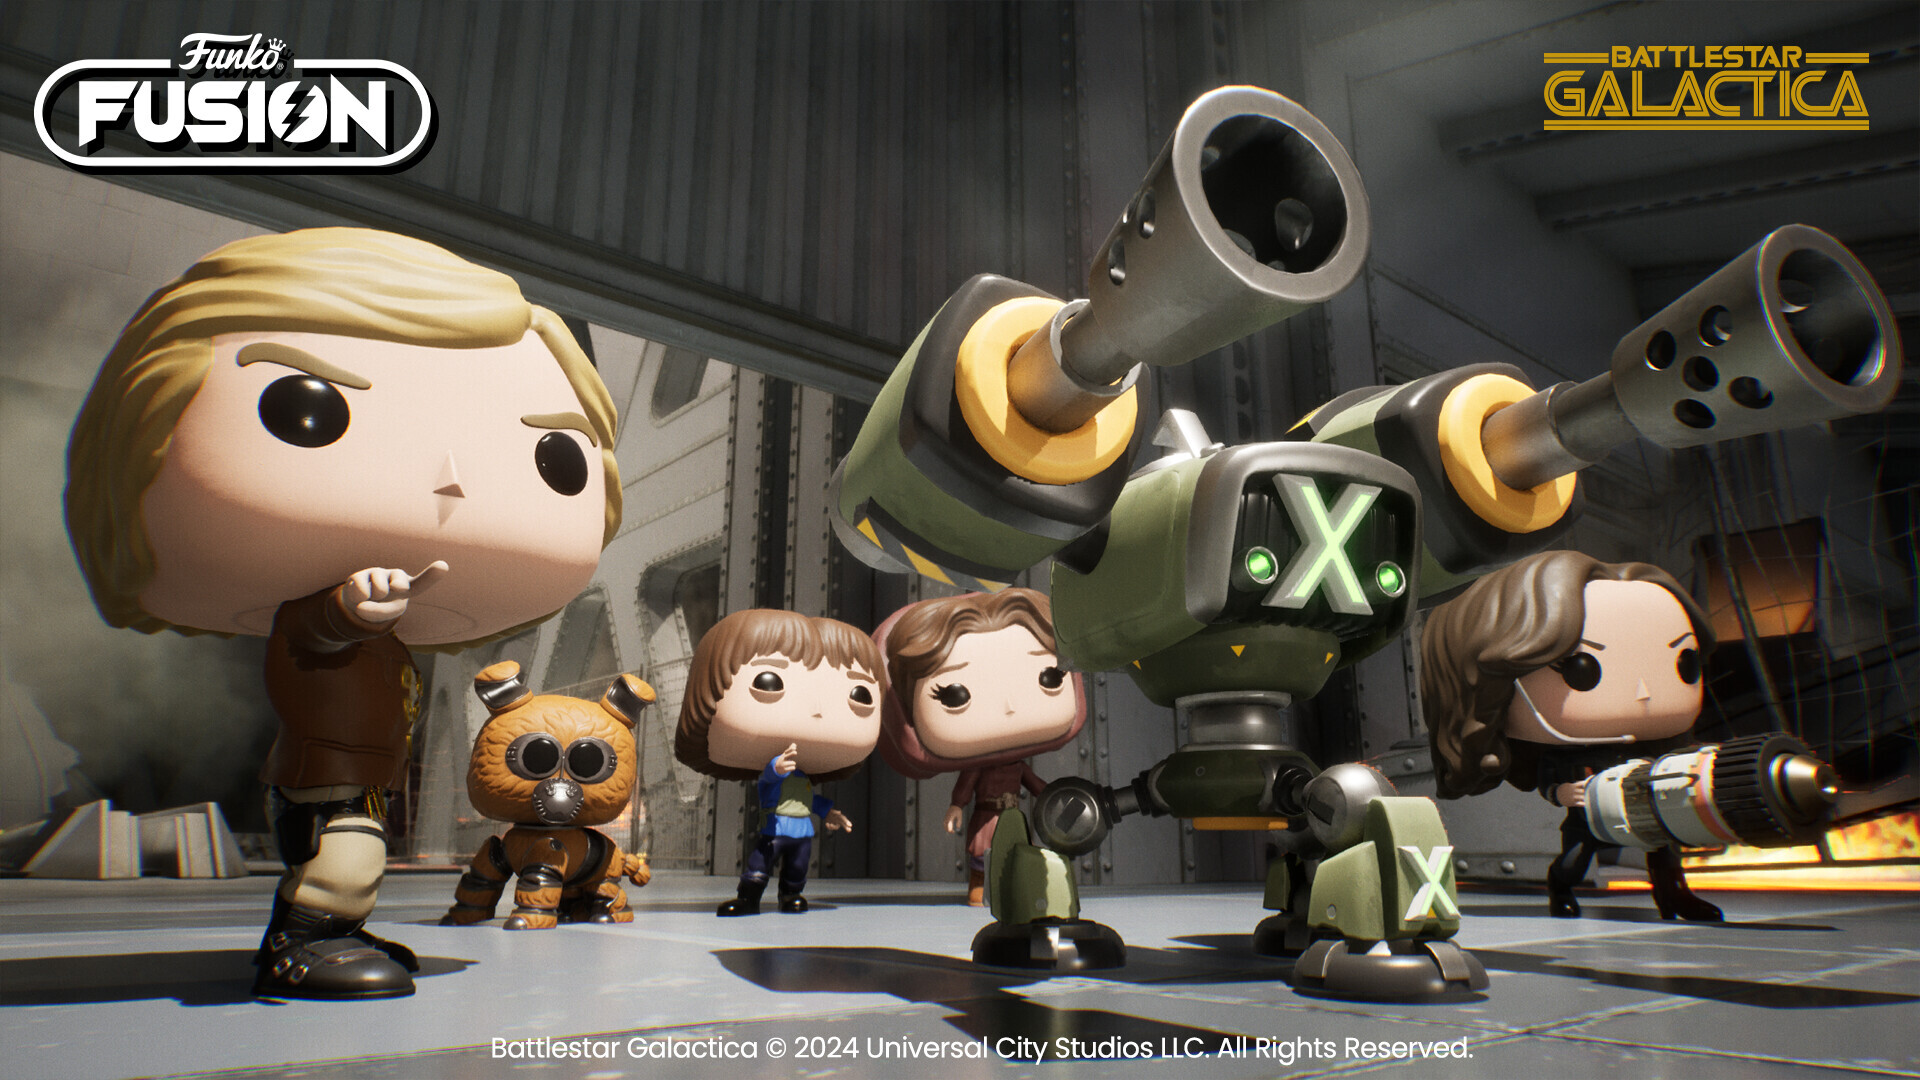 Funko
FUSION
BATTLESTAR
GALACTICA
X
X
Battlestar Galactica © 2024 Universal City Studios LLC. All Rights Reserved.